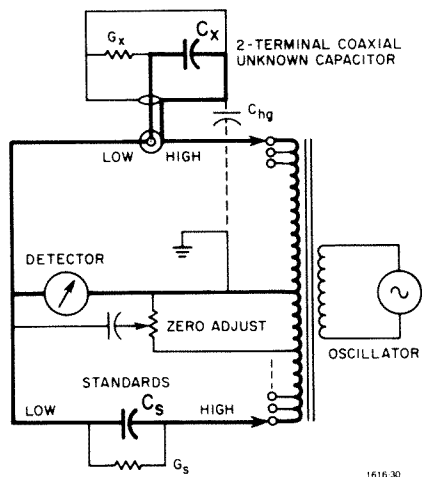 Gx
Cx
2-TERMINAL COAXIAL
UNKNOWN CAPACITOR
Chg
LOW
HIGH
DETECTOR
ZERO ADJUST
OSCILLATOR
STANDARDS
LOW
Cs
HIGH
Gs
1616-30